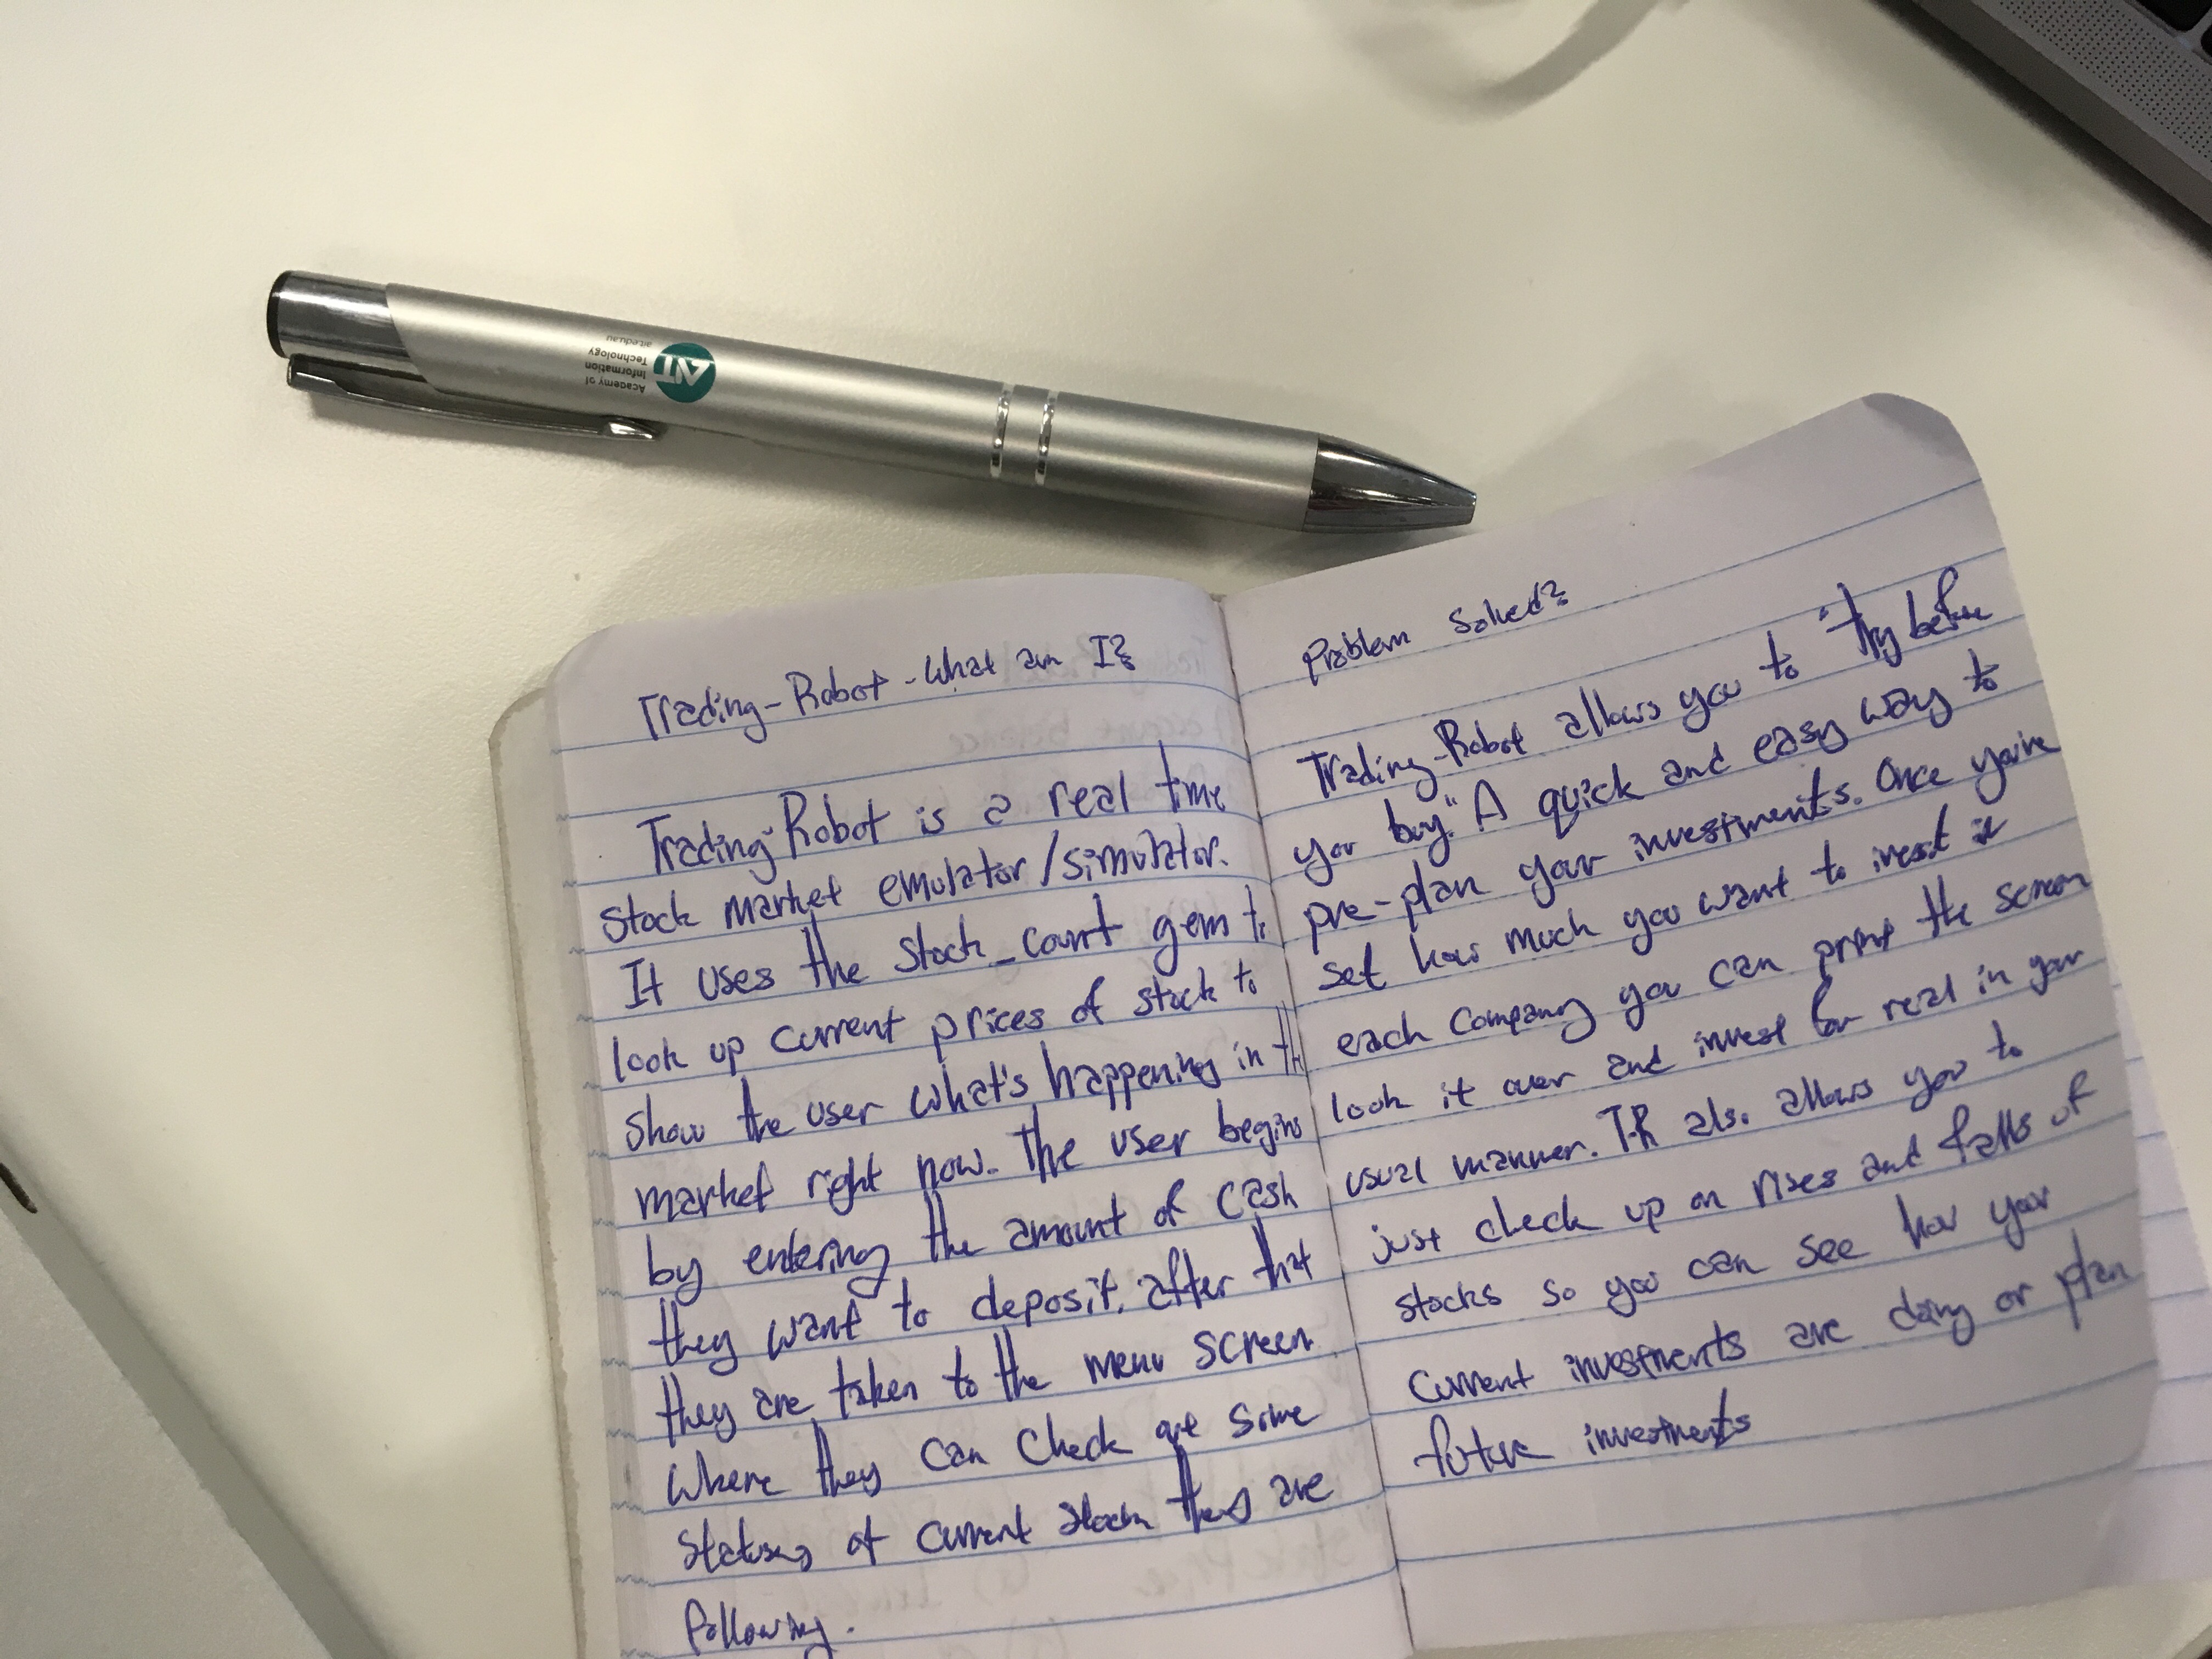 AIT
Academy of
Information
Technology
ait.edu.au
Trading-Robot - What am I?
Trading-Robot is a real time
stock market emulator/simulator.
It uses the stock_court gem to
look up current prices of stock to
show the user what's happening in th
market right now. The user begins
by entering the amount of cash
they want to deposit. after that
they are taken to the menu screen
where they can check out some
statuses of current stocks they are
following.
Problem Solved?
Trading-Robot allows you to "try before
you buy." A quick and easy way to
pre-plan your investments. Once you've
set how much you want to invest in
each company you can print the screen
look it over and invest for real in your
usual manner. T-R also allows you to
just check up on rises and falls of
stocks so you can see how your
current investments are doing or plan
future investments